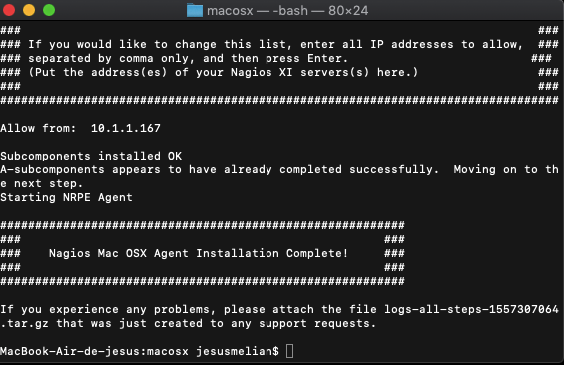 macosx — -bash — 80×24
###                                                                          ###
### If you would like to change this list, enter all IP addresses to allow,  ###
### separated by comma only, and then press Enter.                          ###
### (Put the address(es) of your Nagios XI servers(s) here.)                 ###
###                                                                          ###
################################################################################
Allow from:  10.1.1.167
Subcomponents installed OK
A-subcomponents appears to have already completed successfully.  Moving on to th
e next step.
Starting NRPE Agent
##########################################################
###                                                    ###
###    Nagios Mac OSX Agent Installation Complete!     ###
###                                                    ###
##########################################################
If you experience any problems, please attach the file logs-all-steps-1557307064
.tar.gz that was just created to any support requests.
MacBook-Air-de-jesus:macosx jesusmelian$